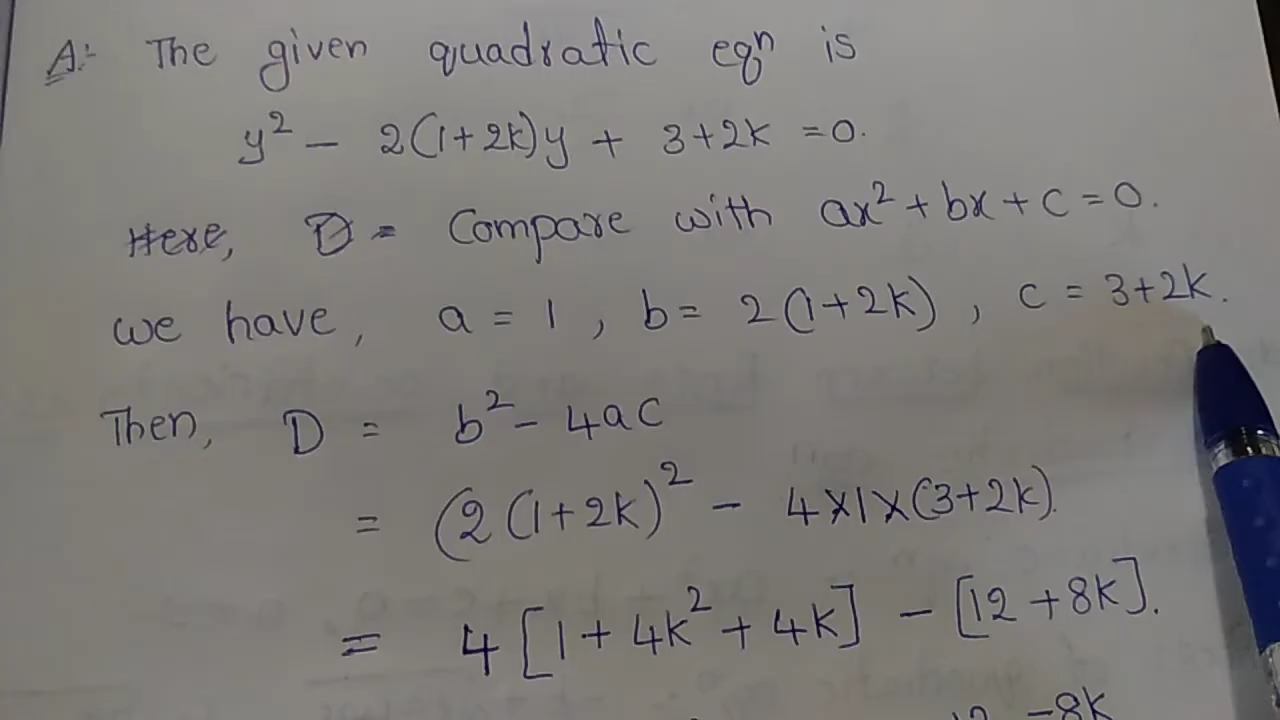 A:- The given quadratic eqⁿ is
y² - 2(1+2k)y + 3+2k =0.
Here, D = Compare with ax² + bx + c = 0.
we have, a = 1, b = 2(1+2k), c = 3+2k.
Then, D = b² - 4ac
= (2(1+2k)² - 4×1×(3+2k).
= 4[1+4k²+4k] - [12+8k].
12 -8k